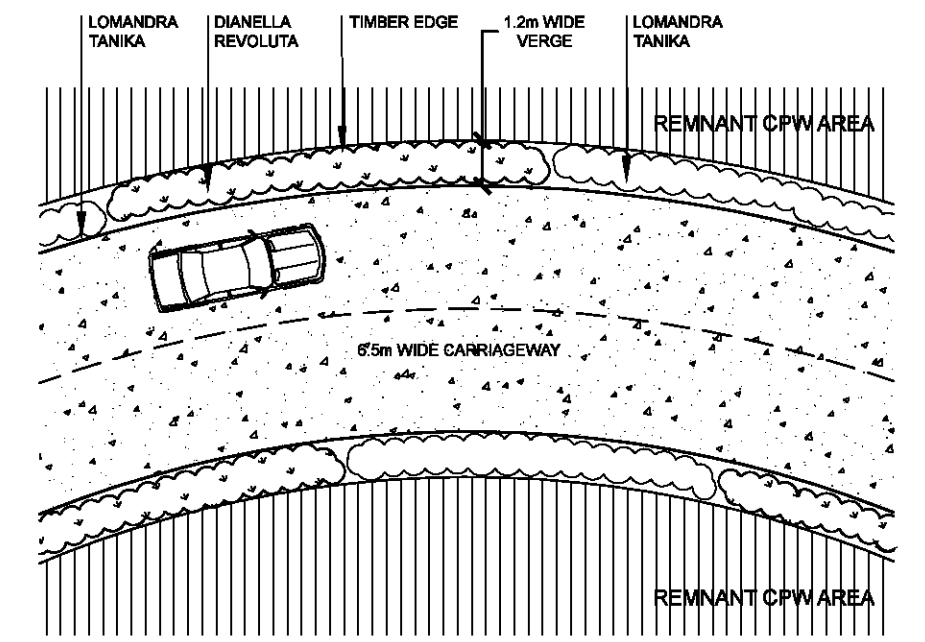 LOMANDRA
TANIKA
DIANELLA
REVOLUTA
TIMBER EDGE
1.2m WIDE
VERGE
LOMANDRA
TANIKA
REMNANT CPW AREA
6.5m WIDE CARRIAGEWAY
REMNANT CPW AREA